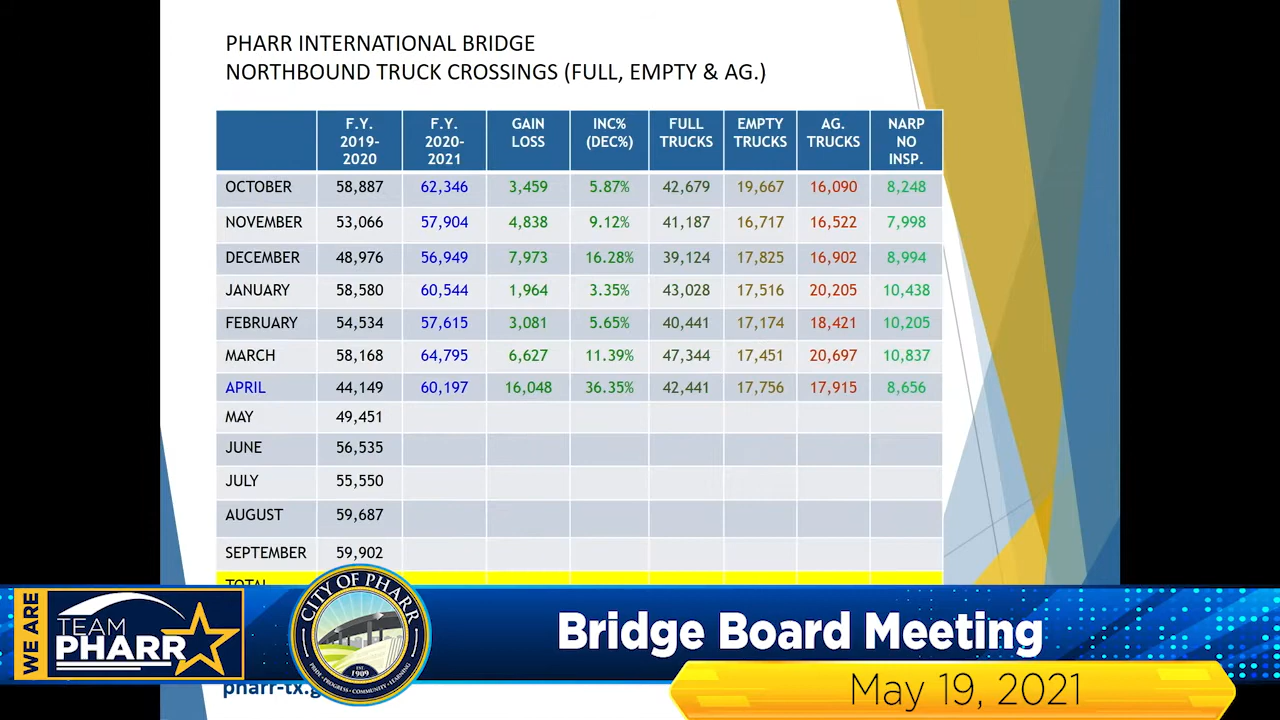 PHARR INTERNATIONAL BRIDGE
NORTHBOUND TRUCK CROSSINGS (FULL, EMPTY & AG.)
F.Y. 2019-2020 F.Y. 2020-2021 GAIN LOSS INC% (DEC%) FULL TRUCKS EMPTY TRUCKS AG. TRUCKS NARP NO INSP.
OCTOBER 58,887 62,346 3,459 5.87% 42,679 19,667 16,090 8,248
NOVEMBER 53,066 57,904 4,838 9.12% 41,187 16,717 16,522 7,998
DECEMBER 48,976 56,949 7,973 16.28% 39,124 17,825 16,902 8,994
JANUARY 58,580 60,544 1,964 3.35% 43,028 17,516 20,205 10,438
FEBRUARY 54,534 57,615 3,081 5.65% 40,441 17,174 18,421 10,205
MARCH 58,168 64,795 6,627 11.39% 47,344 17,451 20,697 10,837
APRIL 44,149 60,197 16,048 36.35% 42,441 17,756 17,915 8,656
MAY 49,451
JUNE 56,535
JULY 55,550
AUGUST 59,687
SEPTEMBER 59,902
TOTAL
WE ARE
TEAM
PHARR
CITY OF PHARR
EST
1909
PRIDE · PROGRESS · COMMUNITY · LEARNING
Bridge Board Meeting
May 19, 2021
pharr-tx.g